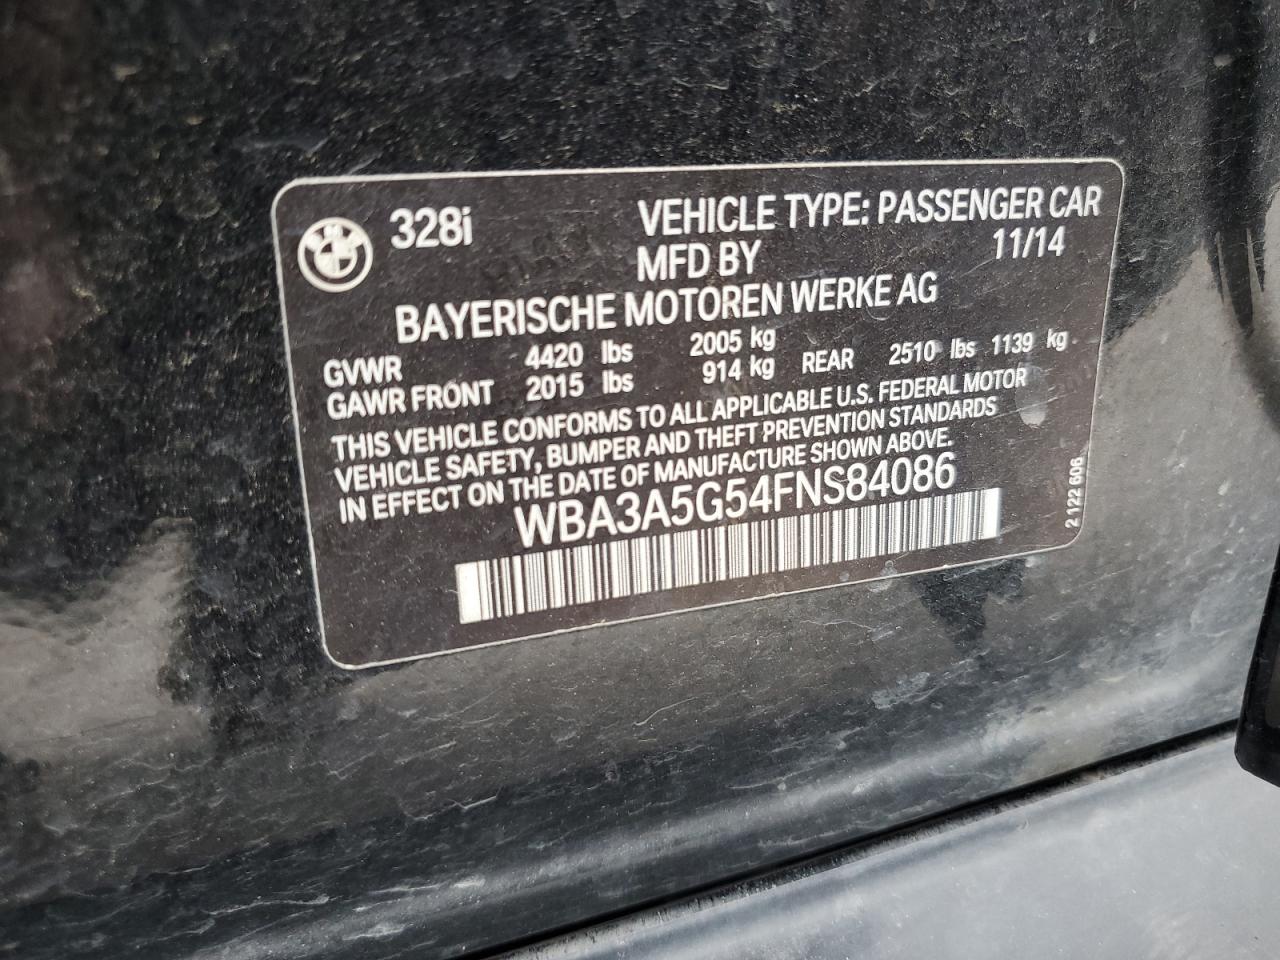 328i VEHICLE TYPE: PASSENGER CAR
MFD BY 11/14
BAYERISCHE MOTOREN WERKE AG
GVWR 4420 lbs 2005 kg
GAWR FRONT 2015 lbs 914 kg REAR 2510 lbs 1139 kg
THIS VEHICLE CONFORMS TO ALL APPLICABLE U.S. FEDERAL MOTOR
VEHICLE SAFETY, BUMPER AND THEFT PREVENTION STANDARDS
IN EFFECT ON THE DATE OF MANUFACTURE SHOWN ABOVE.
WBA3A5G54FNS84086
2 122 606